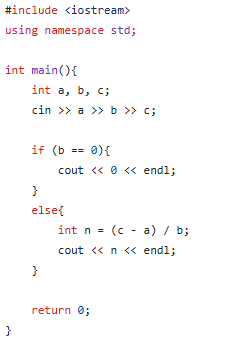 #include <iostream>
using namespace std;

int main(){
    int a, b, c;
    cin >> a >> b >> c;

    if (b == 0){
        cout << 0 << endl;
    }
    else{
        int n = (c - a) / b;
        cout << n << endl;
    }

    return 0;
}